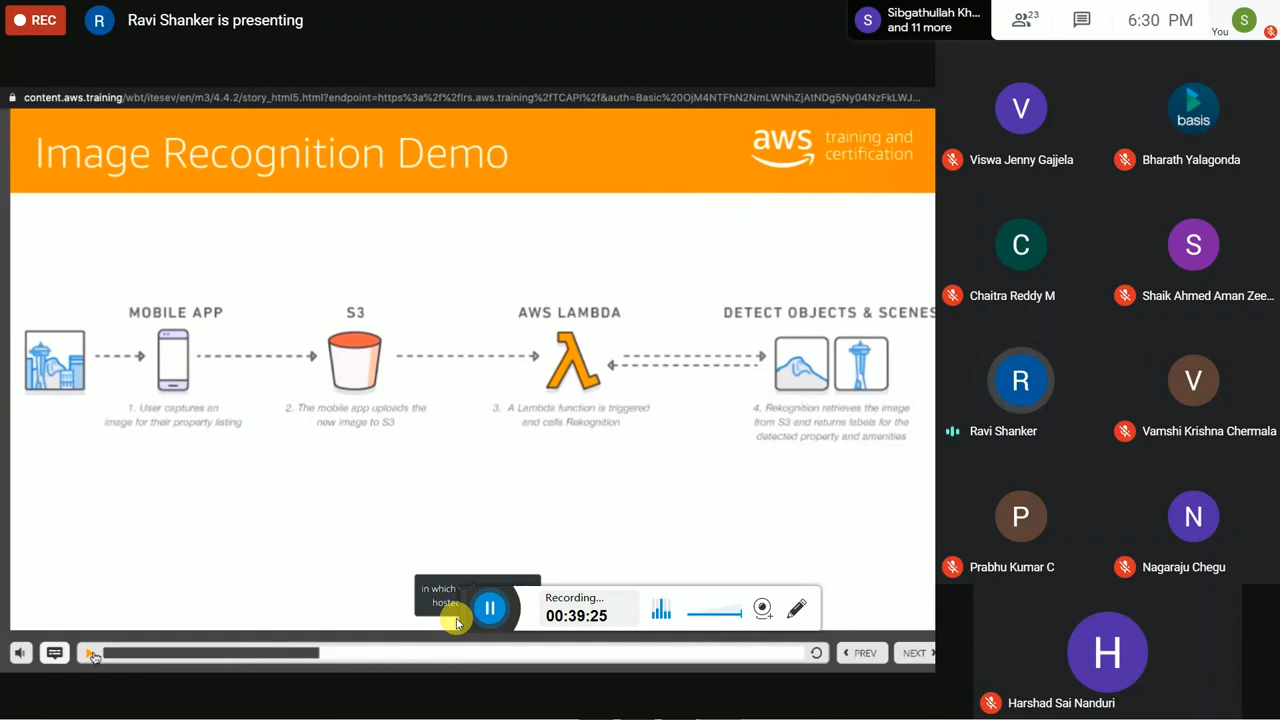 REC
R
Ravi Shanker is presenting
S
Sibgathullah Kh...
and 11 more
23
6:30 PM
You
S
content.aws.training/wbt/itesev/en/m3/4.4.2/story_html5.html?endpoint=https%3a%2f%2flrs.aws.training%2fTCAPI%2f&auth=Basic%20OjM4NTFhN2NmLWNhZjAtNDg5Ny04NzFkLWJ...
Image Recognition Demo
aws training and
certification
MOBILE APP
S3
AWS LAMBDA
DETECT OBJECTS & SCENES
1. User captures an
image for their property listing
2. The mobile app uploads the
new image to S3
3. A Lambda function is triggered
and calls Rekognition
4. Rekognition retrieves the image
from S3 and returns labels for the
detected property and amenities
in which
hosted
Recording...
00:39:25
PREV
NEXT
V
Viswa Jenny Gajjela
basis
Bharath Yalagonda
C
Chaitra Reddy M
S
Shaik Ahmed Aman Zee...
R
Ravi Shanker
V
Vamshi Krishna Chermala
P
Prabhu Kumar C
N
Nagaraju Chegu
H
Harshad Sai Nanduri